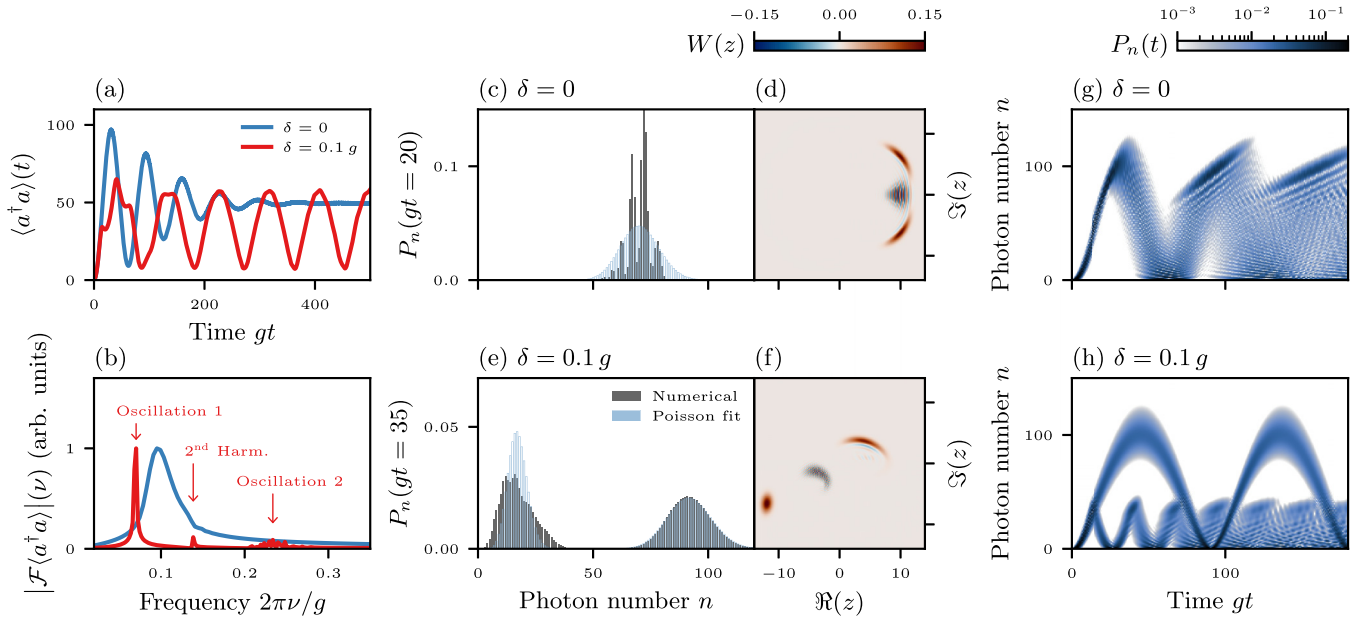 W(z)
−0.15 0.00 0.15
P_n(t)
10⁻³ 10⁻² 10⁻¹
(a)
⟨a†a⟩(t)
100
50
0
δ = 0
δ = 0.1 g
0 200 400
Time gt
(b)
|ℱ⟨a†a⟩|(ν) (arb. units)
1
0
Oscillation 1
2nd Harm.
Oscillation 2
0.1 0.2 0.3
Frequency 2πν/g
(c) δ = 0
P_n(gt = 20)
0.1
0.0
(d)
ℑ(z)
(e) δ = 0.1 g
P_n(gt = 35)
0.05
0.00
Numerical
Poisson fit
0 50 100
Photon number n
(f)
ℑ(z)
−10 0 10
ℜ(z)
(g) δ = 0
Photon number n
100
0
(h) δ = 0.1 g
Photon number n
100
0
0 100
Time gt